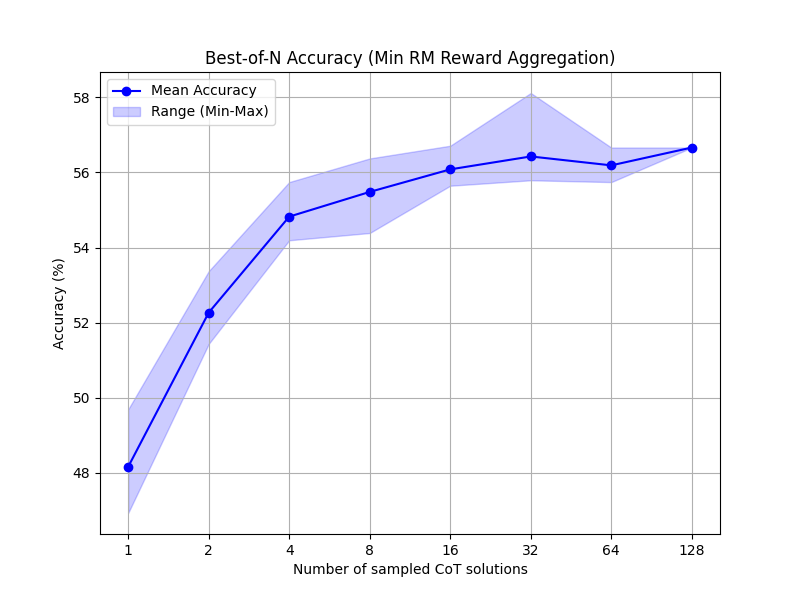 Best-of-N Accuracy (Min RM Reward Aggregation)
Mean Accuracy
Range (Min-Max)
58
56
54
52
50
48
Accuracy (%)
1 2 4 8 16 32 64 128
Number of sampled CoT solutions